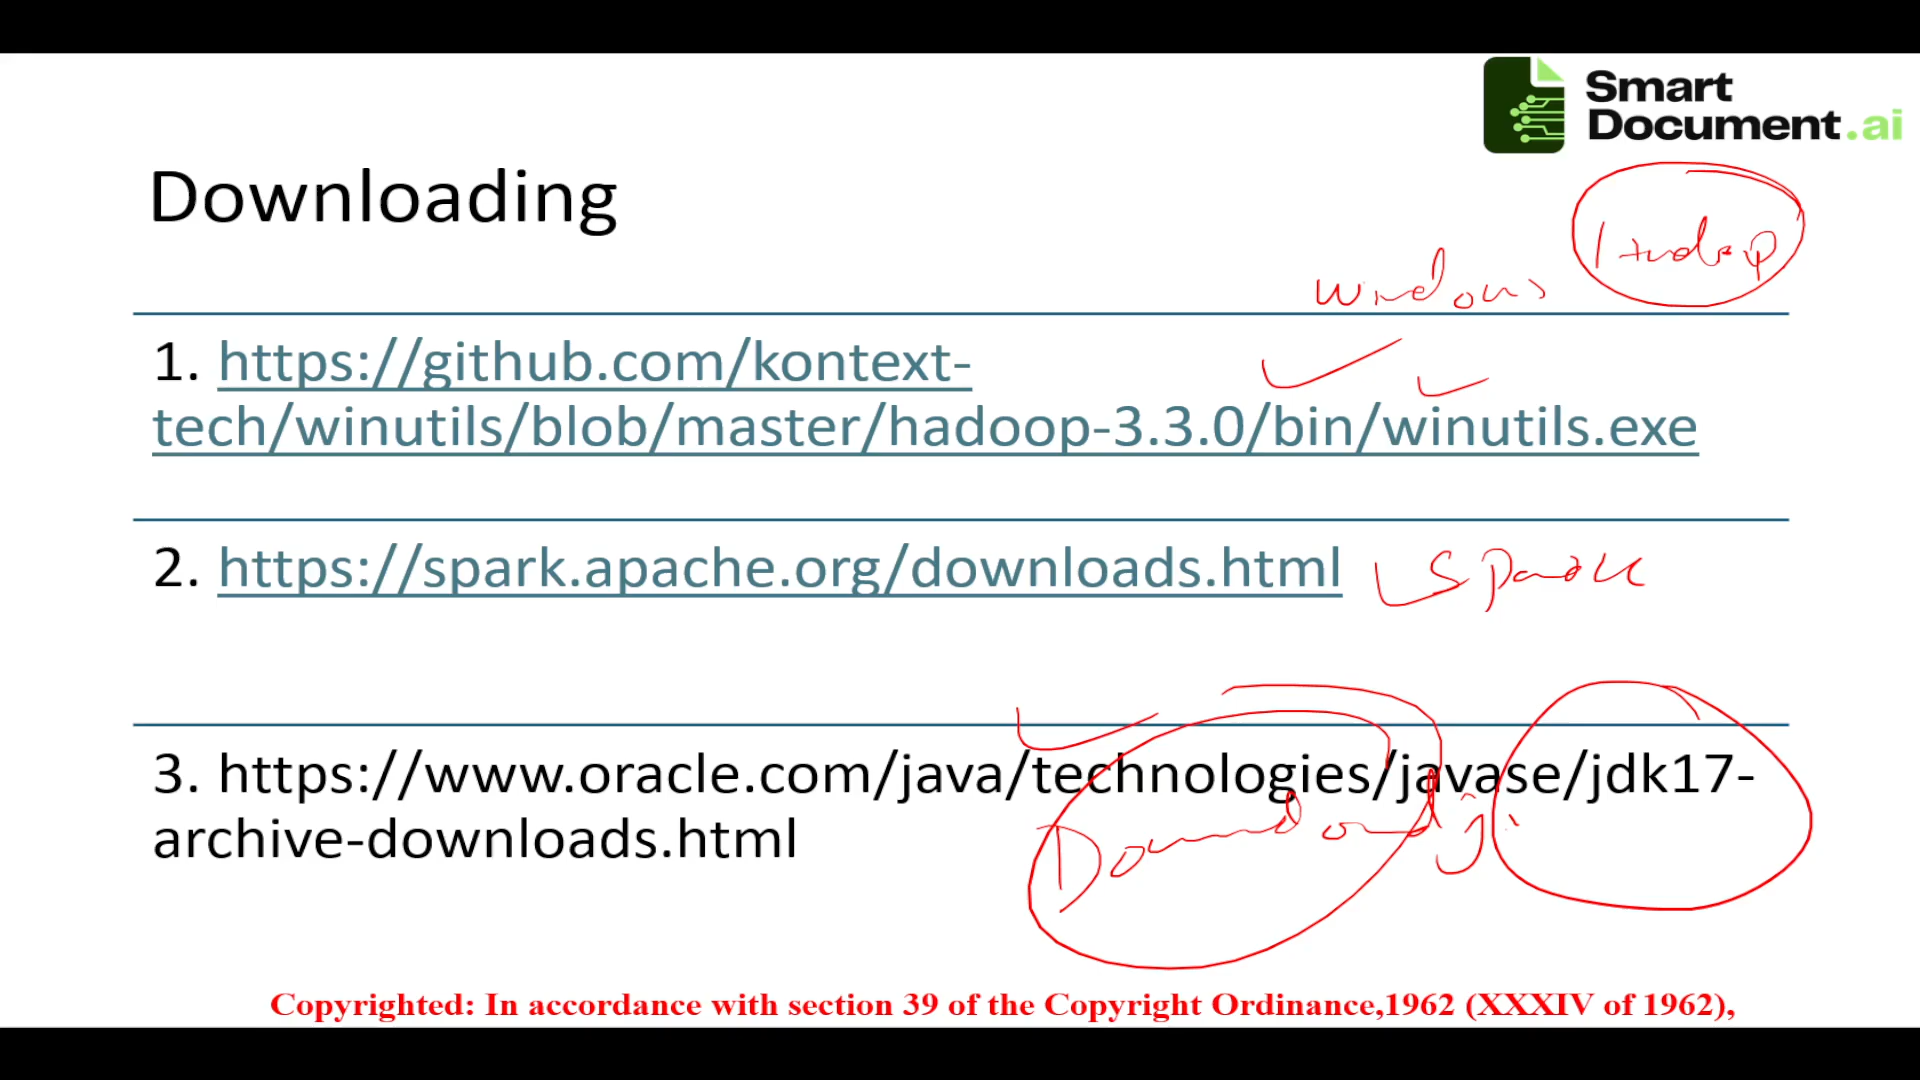 Smart
Document.ai
Downloading
windows
1. https://github.com/kontext-
tech/winutils/blob/master/hadoop-3.3.0/bin/winutils.exe
2. https://spark.apache.org/downloads.html Spark
3. https://www.oracle.com/java/technologies/javase/jdk17-
archive-downloads.html
Copyrighted: In accordance with section 39 of the Copyright Ordinance,1962 (XXXIV of 1962),